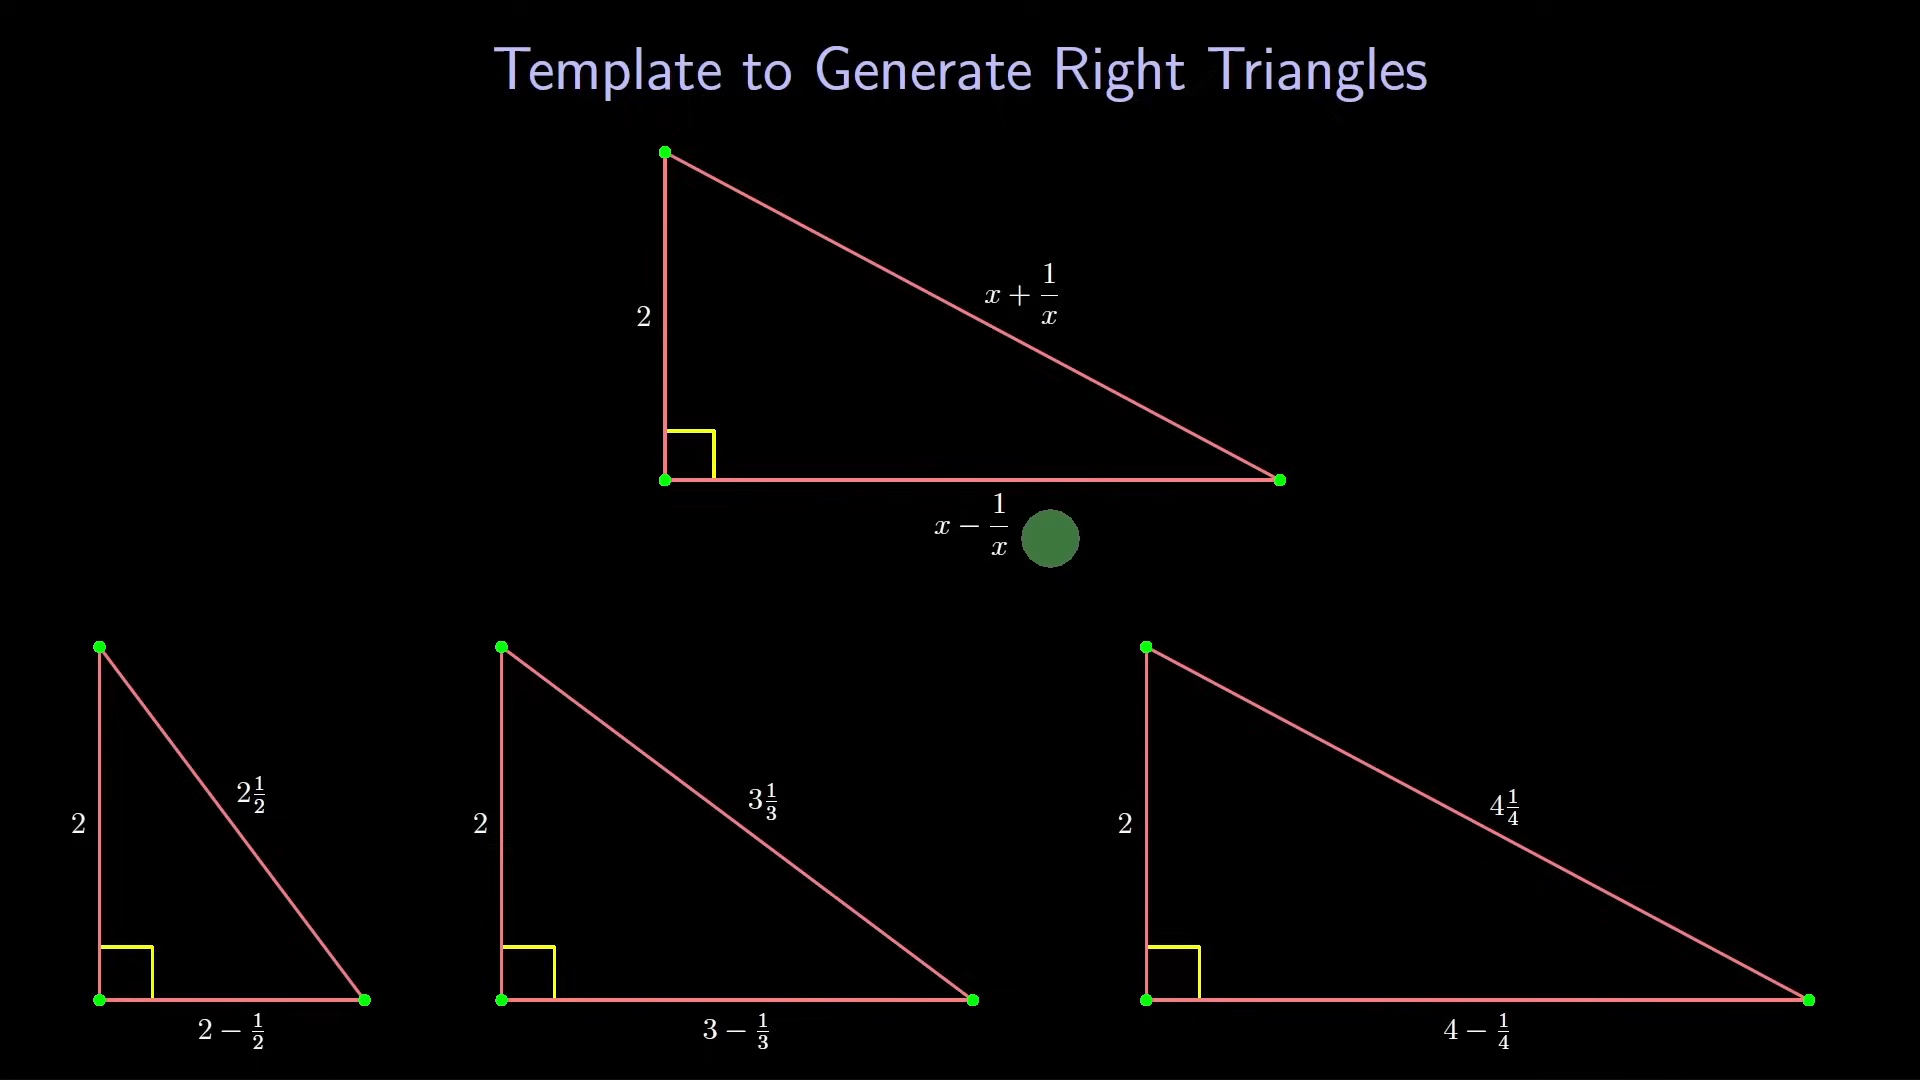 Template to Generate Right Triangles
2
x + 1/x
x − 1/x
2
2½
2 − ½
2
3⅓
3 − ⅓
2
4¼
4 − ¼